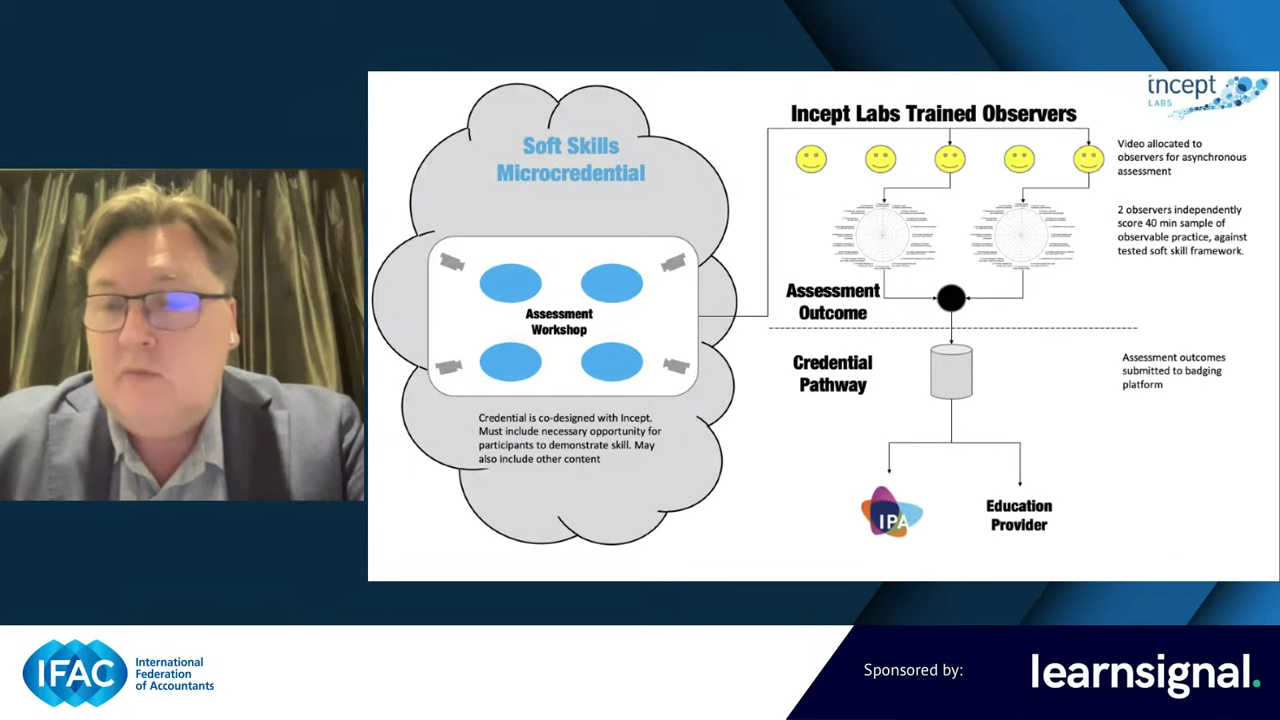 incept
LABS
Incept Labs Trained Observers
Soft Skills
Microcredential
Video allocated to
observers for asynchronous
assessment
2 observers independently
score 40 min sample of
observable practice, against
tested soft skill framework.
Assessment
Workshop
Assessment
Outcome
Credential
Pathway
Assessment outcomes
submitted to badging
platform
Credential is co-designed with Incept.
Must include necessary opportunity for
participants to demonstrate skill. May
also include other content
IPA
Education
Provider
IFAC
International
Federation
of Accountants
Sponsored by:
learnsignal.